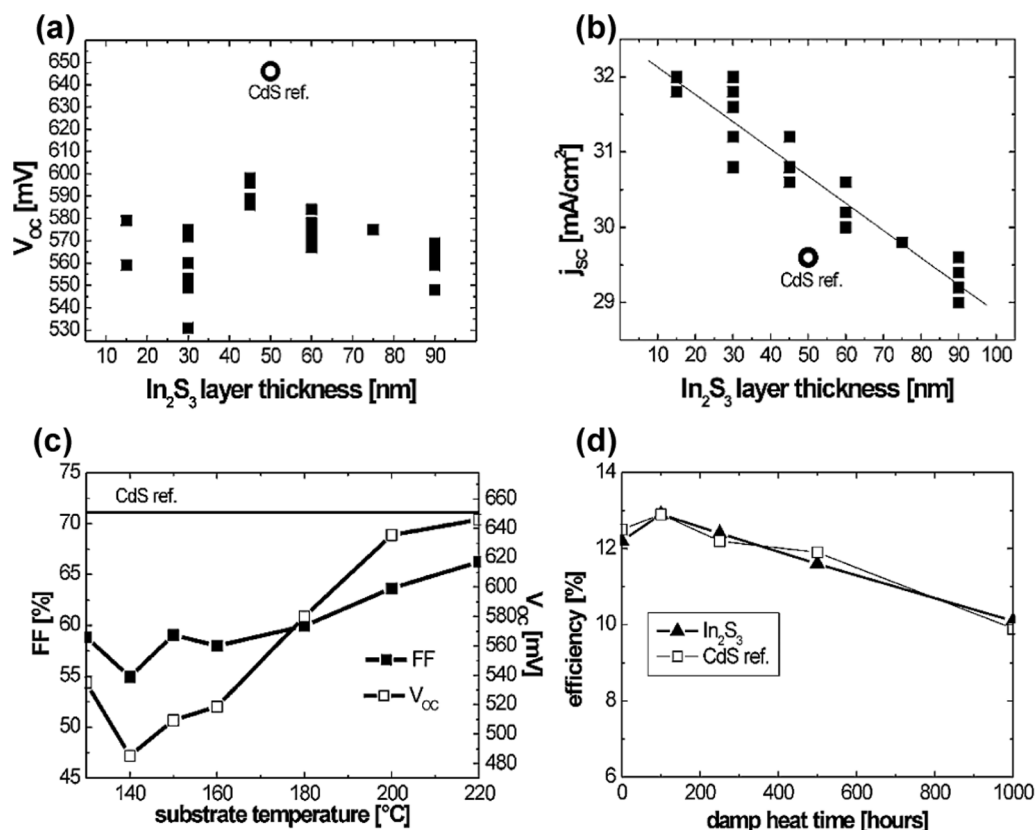 (a)
650
640
630
620
610
600
590
580
570
560
550
540
530
V_OC [mV]
CdS ref.
10 20 30 40 50 60 70 80 90
In₂S₃ layer thickness [nm]
(b)
32
31
30
29
j_SC [mA/cm²]
CdS ref.
10 20 30 40 50 60 70 80 90 100
In₂S₃ layer thickness [nm]
(c)
75
70
65
60
55
50
45
FF [%]
CdS ref.
FF
V_OC
660
640
620
600
580
560
540
520
500
480
V_OC [mV]
140 160 180 200 220
substrate temperature [°C]
(d)
14
12
10
8
6
efficiency [%]
In₂S₃
CdS ref.
0 200 400 600 800 1000
damp heat time [hours]